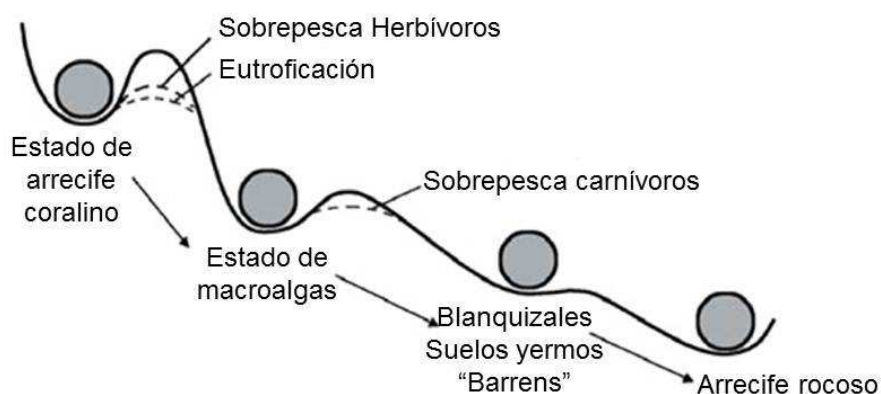 Sobrepesca Herbívoros
Eutroficación
Estado de
arrecife
coralino
Sobrepesca carnívoros
Estado de
macroalgas
Blanquizales
Suelos yermos
“Barrens”
Arrecife rocoso